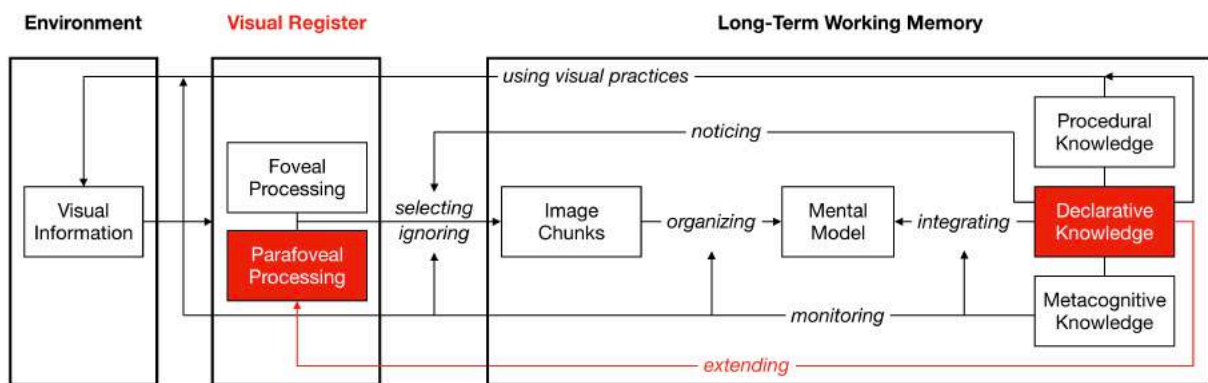 Environment
Visual Register
Long-Term Working Memory
using visual practices
noticing
Procedural
Knowledge
Foveal
Processing
Visual
Information
selecting
ignoring
Image
Chunks
organizing
Mental
Model
integrating
Declarative
Knowledge
Parafoveal
Processing
monitoring
Metacognitive
Knowledge
extending